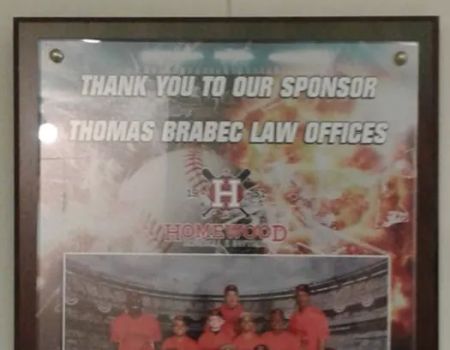 THANK YOU TO OUR SPONSOR
THOMAS BRABEC LAW OFFICES
H
HOMEWOOD